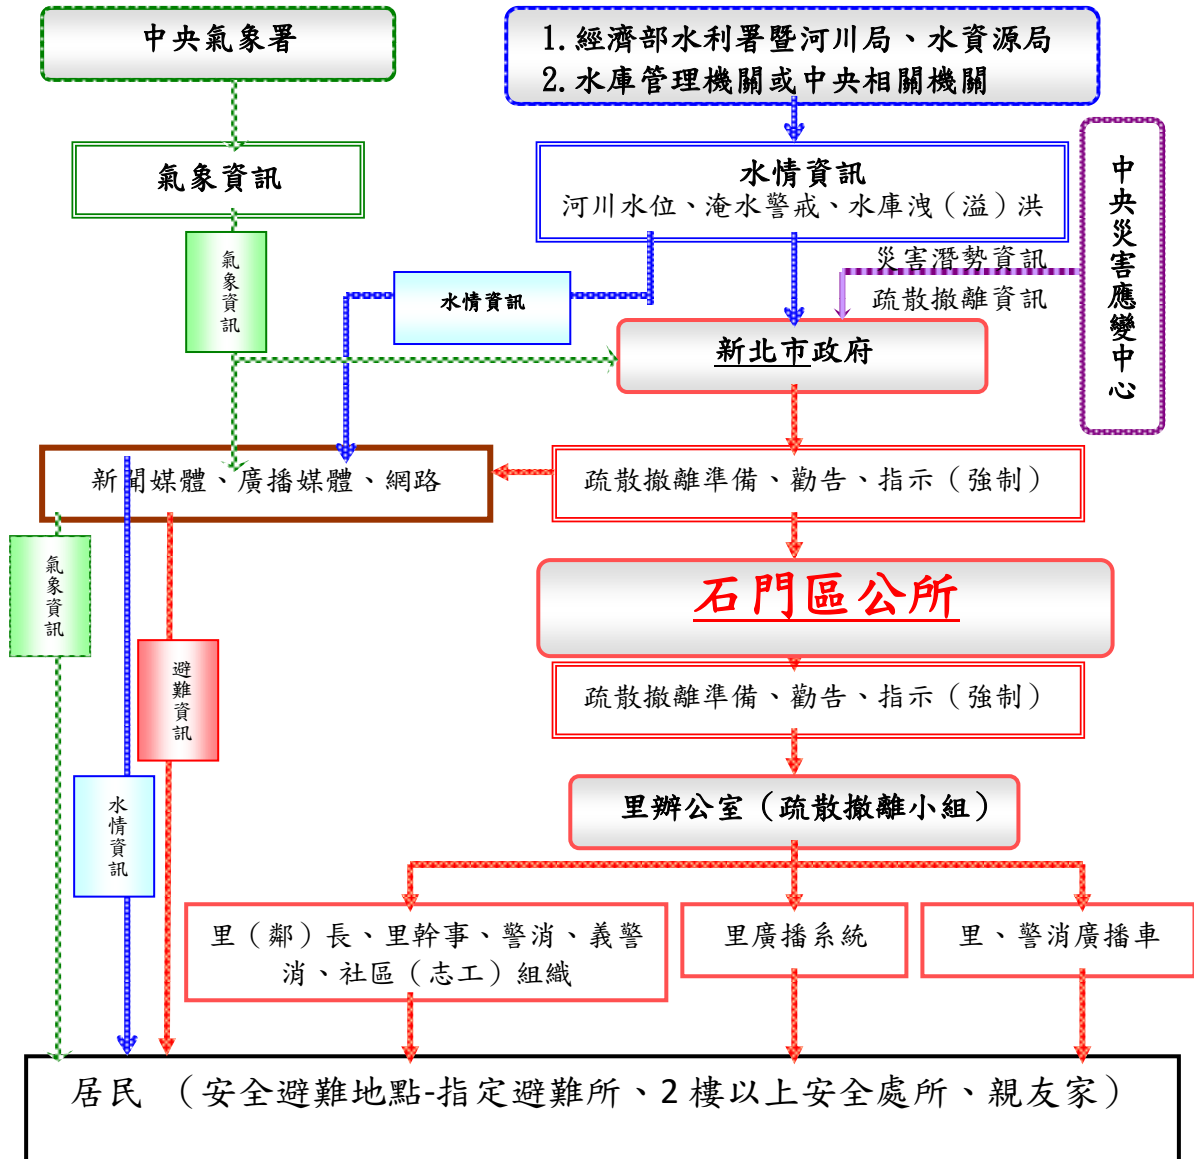 中央氣象署
1. 經濟部水利署暨河川局、水資源局
2. 水庫管理機關或中央相關機關
氣象資訊
水情資訊
河川水位、淹水警戒、水庫洩（溢）洪
中央災害應變中心
氣象資訊
水情資訊
災害潛勢資訊
疏散撤離資訊
新北市政府
新聞媒體、廣播媒體、網路
疏散撤離準備、勸告、指示（強制）
氣象資訊
石門區公所
避難資訊
疏散撤離準備、勸告、指示（強制）
水情資訊
里辦公室（疏散撤離小組）
里（鄰）長、里幹事、警消、義警
消、社區（志工）組織
里廣播系統
里、警消廣播車
居民 （安全避難地點-指定避難所、2 樓以上安全處所、親友家）